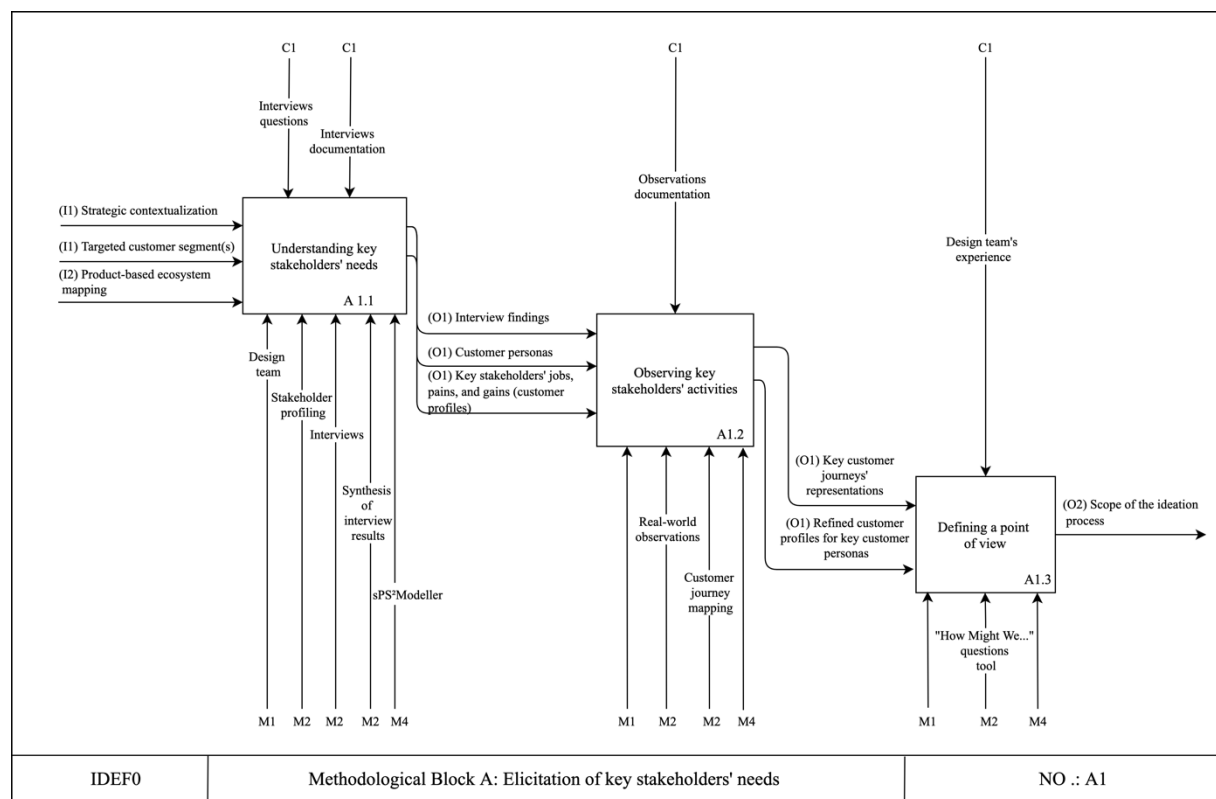 C1
C1
C1
C1
Interviews
questions
Interviews
documentation
Observations
documentation
Design team's
experience
(I1) Strategic contextualization
(I1) Targeted customer segment(s)
(I2) Product-based ecosystem
mapping
Understanding key
stakeholders' needs
A 1.1
(O1) Interview findings
(O1) Customer personas
(O1) Key stakeholders' jobs,
pains, and gains (customer
profiles)
Observing key
stakeholders' activities
A1.2
Design
team
Stakeholder
profiling
Interviews
Synthesis
of
interview
results
sPS²Modeller
(O1) Key customer
journeys'
representations
(O1) Refined customer
profiles for key customer
personas
Real-world
observations
Customer
journey
mapping
Defining a point
of view
A1.3
(O2) Scope of the ideation
process
"How Might We..."
questions
tool
M1
M2
M2
M2
M4
M1
M2
M2
M4
M1
M2
M4
IDEF0
Methodological Block A: Elicitation of key stakeholders' needs
NO .: A1